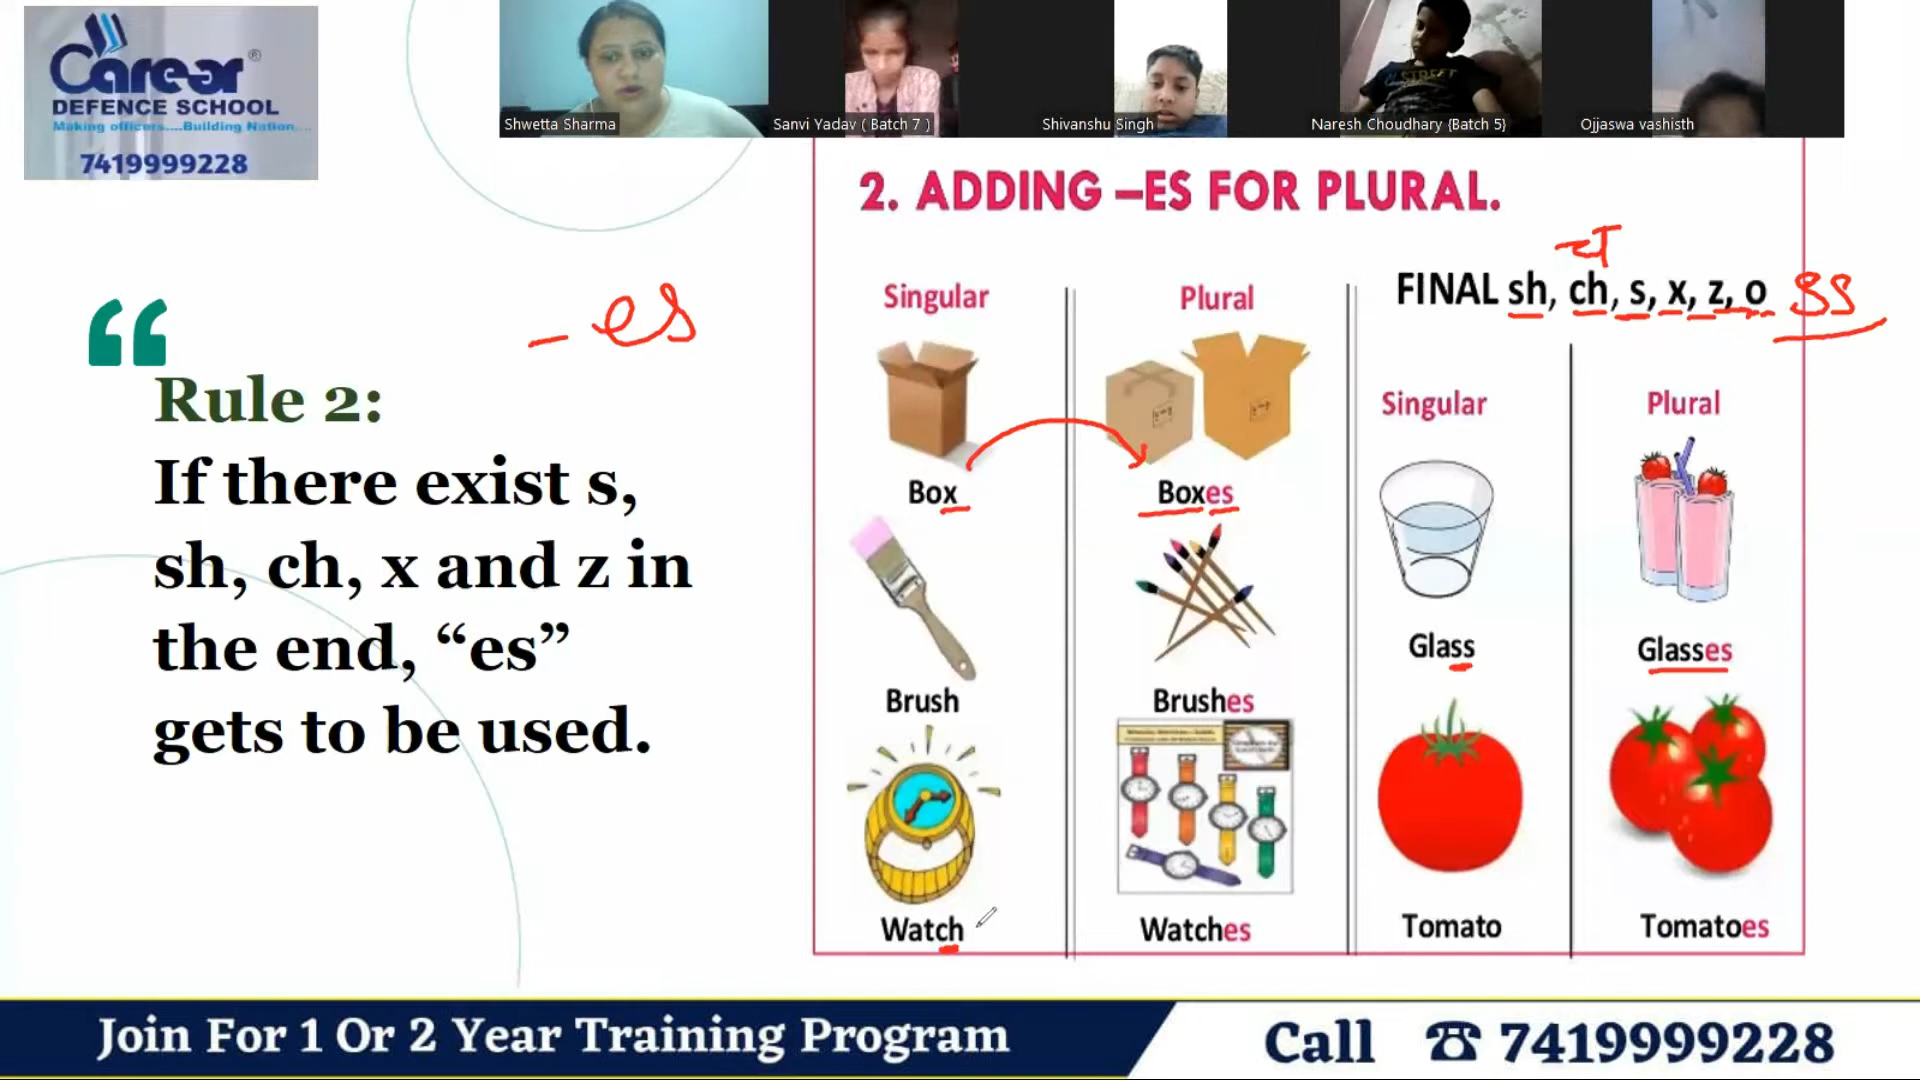 Carear®
DEFENCE SCHOOL
Making officers....Building Nation....
7419999228
Shwetta Sharma
Sanvi Yadav ( Batch 7 )
Shivanshu Singh
Naresh Choudhary {Batch 5}
Ojjaswa vashisth
2. ADDING –ES FOR PLURAL.
– es
“
Rule 2:
If there exist s,
sh, ch, x and z in
the end, “es”
gets to be used.
Singular
Plural
च
FINAL sh, ch, s, x, z, o ss
Singular
Plural
Box
Boxes
Brush
Brushes
Watch
Watches
Glass
Glasses
Tomato
Tomatoes
Join For 1 Or 2 Year Training Program
Call ☎ 7419999228